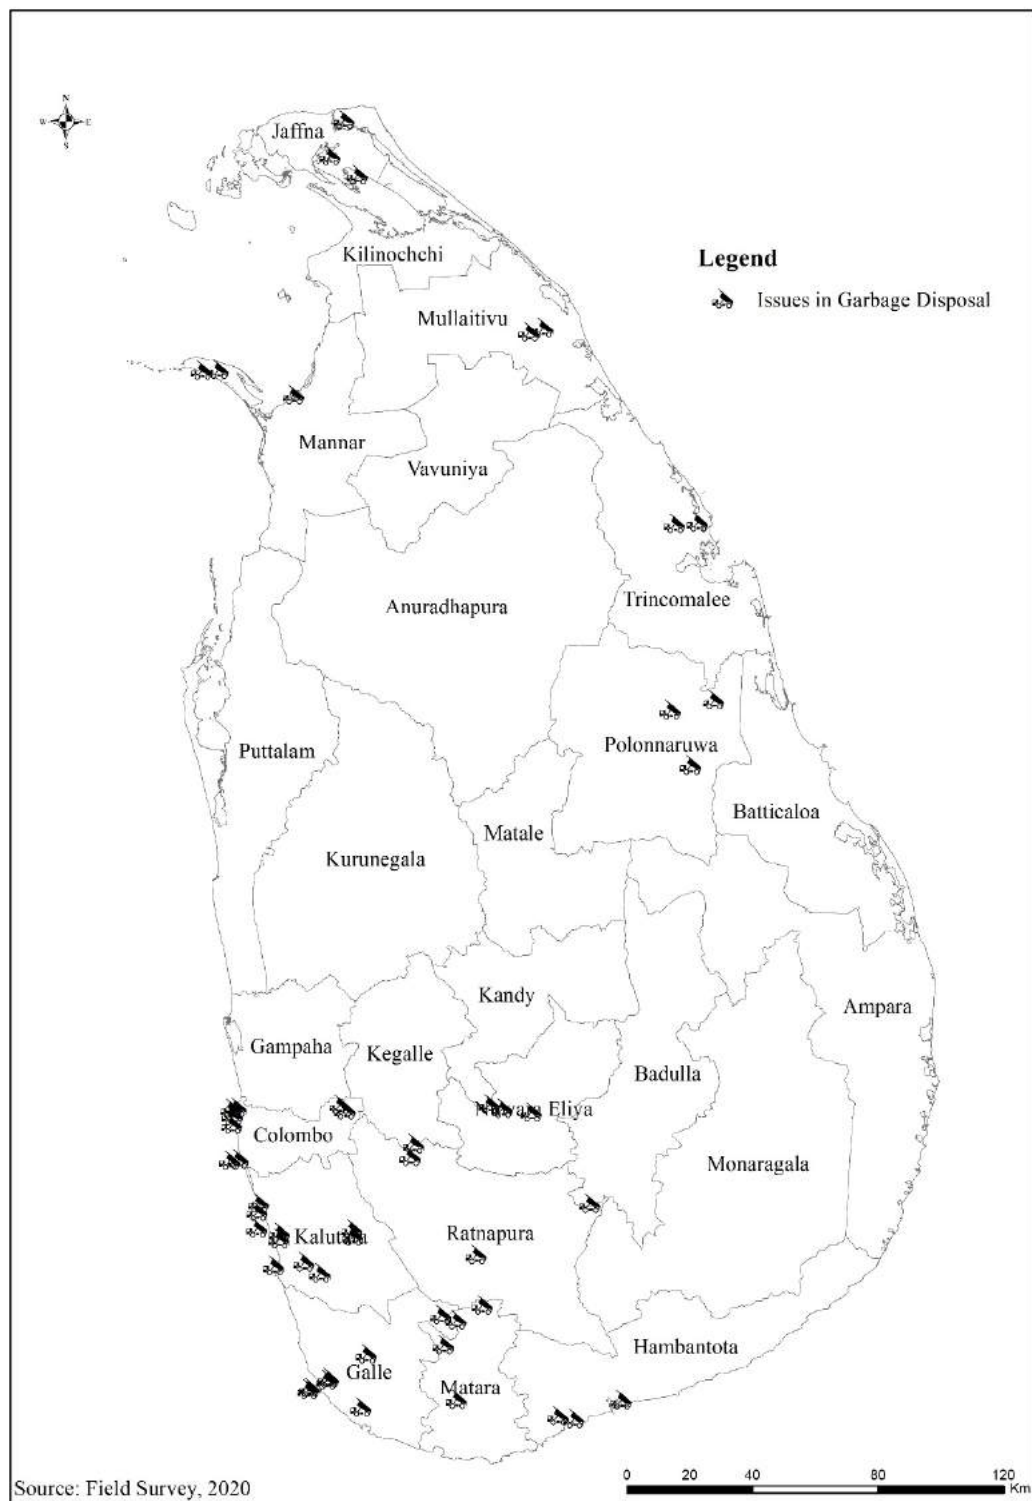 N
W E
S
Jaffna
Kilinochchi
Legend
Issues in Garbage Disposal
Mullaitivu
Mannar
Vavuniya
Anuradhapura
Trincomalee
Puttalam
Polonnaruwa
Batticaloa
Matale
Kurunegala
Kandy
Ampara
Gampaha
Kegalle
Badulla
Nuwara Eliya
Colombo
Monaragala
Ratnapura
Kalutara
Hambantota
Galle
Matara
Source: Field Survey, 2020
0 20 40 80 120
Km